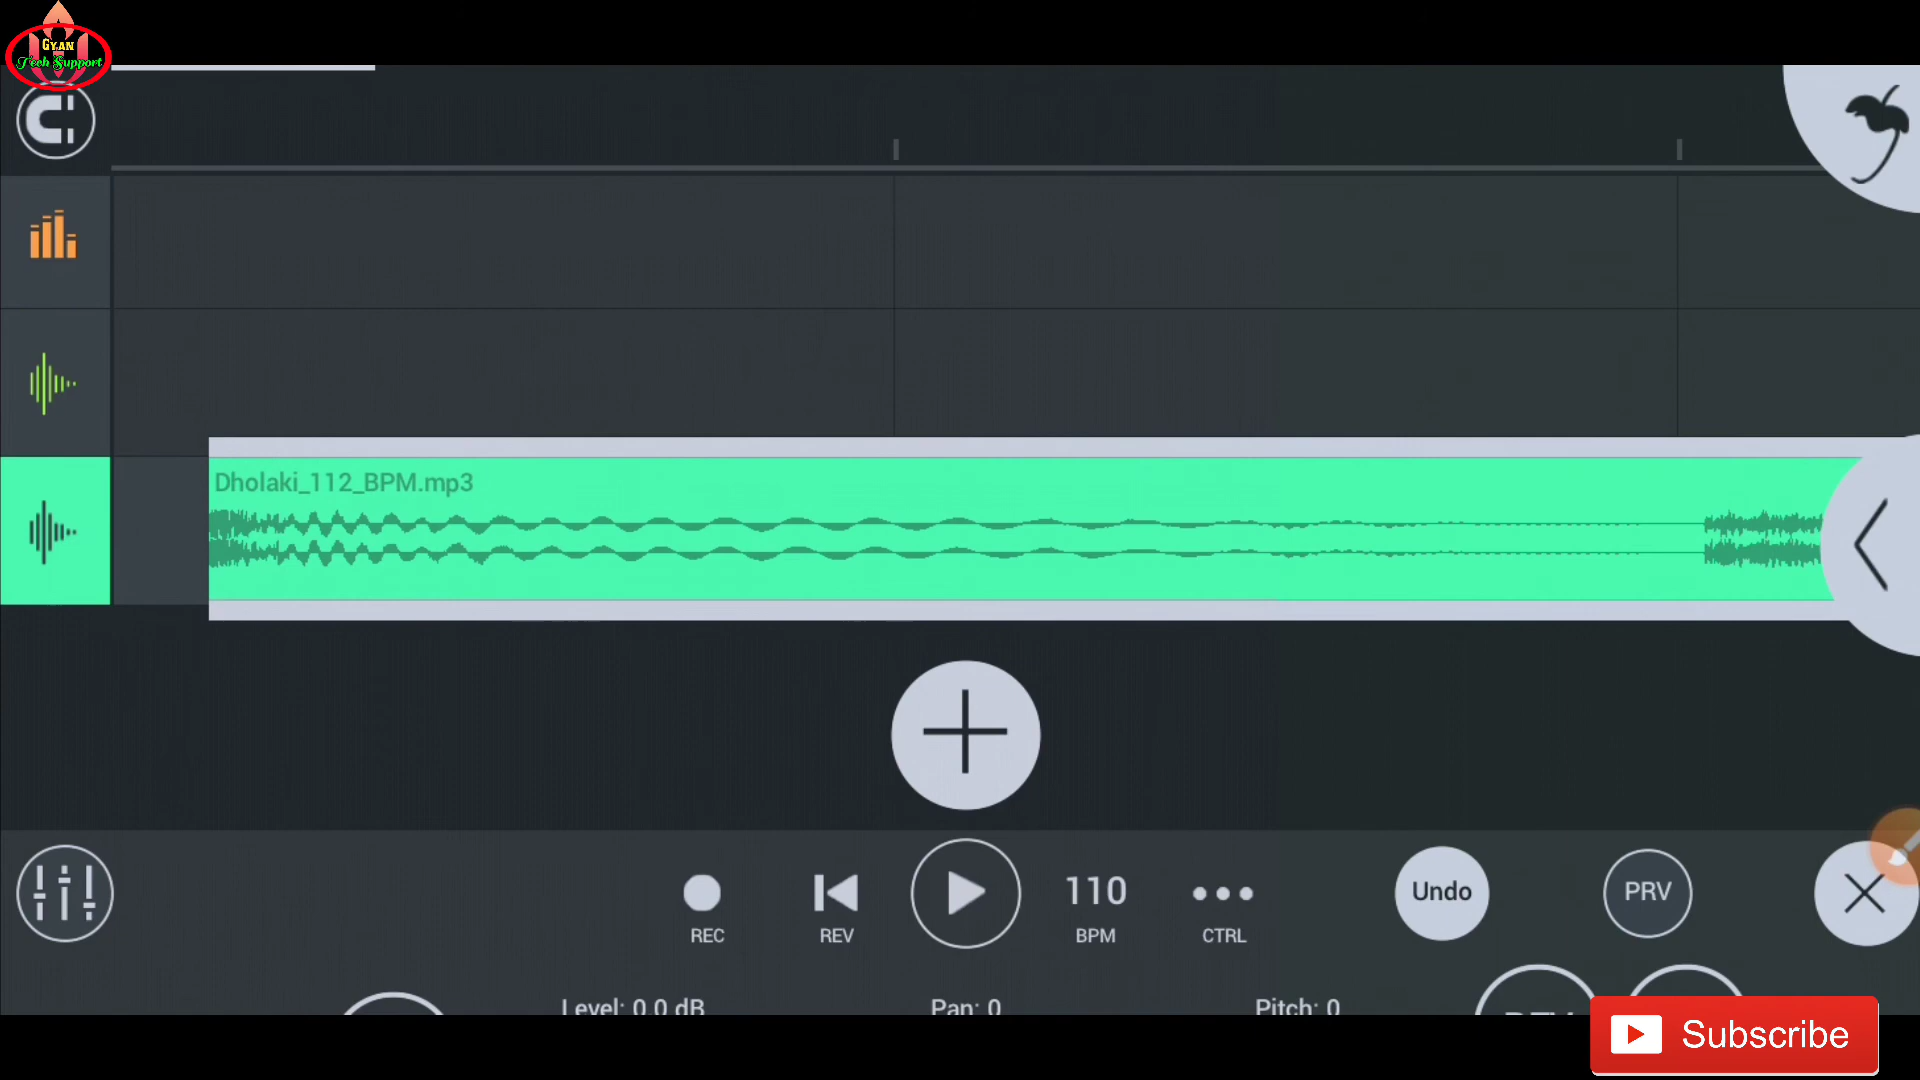 Gyan
Tech Support
Dholaki_112_BPM.mp3
110
Undo
PRV
REC
REV
BPM
CTRL
Level: 0.0 dB
Pan: 0
Pitch: 0
Subscribe